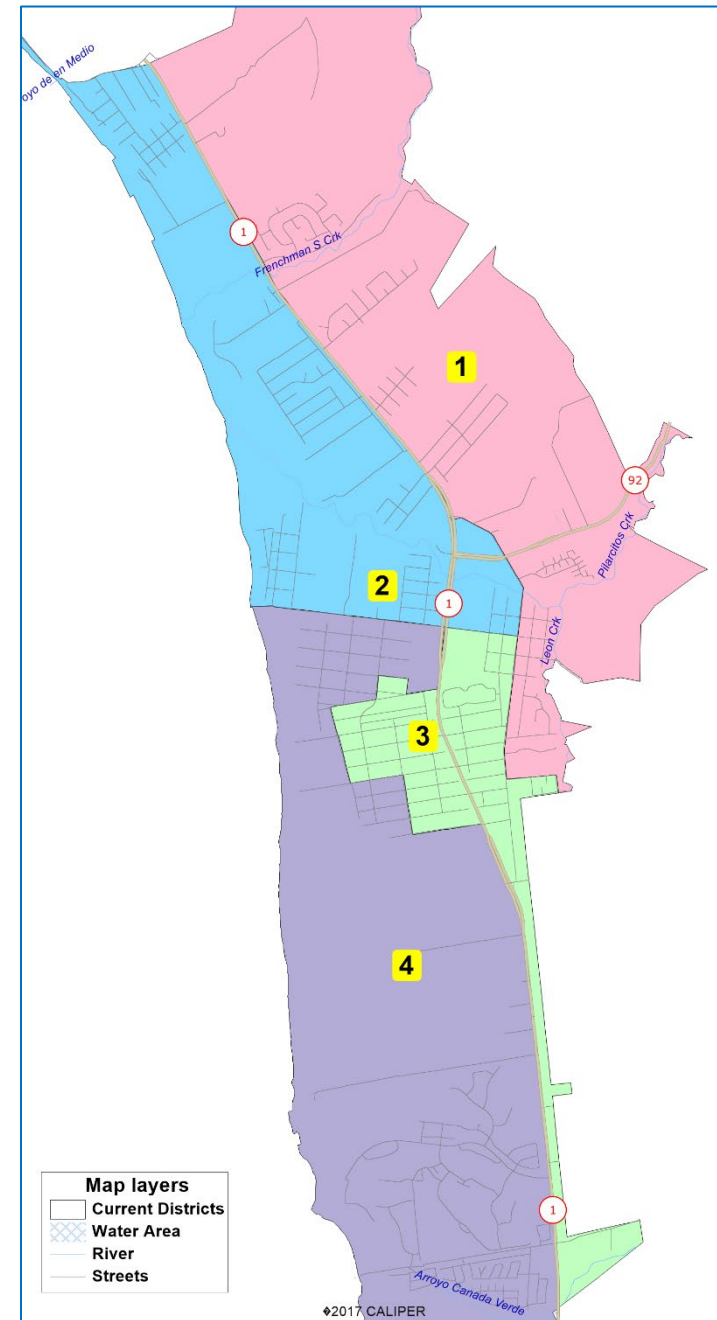 oyo de en Medio
1
Frenchman S Crk
1
92
Pilarcitos Crk
2
1
Leon Crk
3
4
1
Map layers
Current Districts
Water Area
River
Streets
Arroyo Canada Verde
�2017 CALIPER